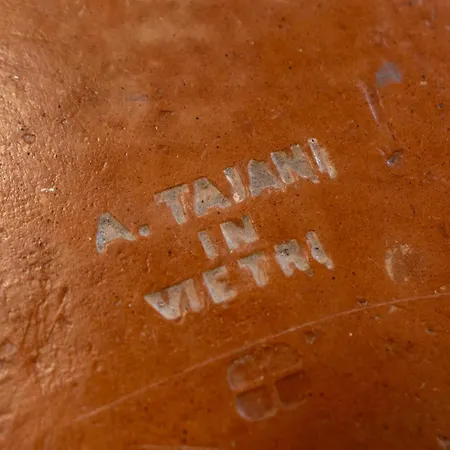 A. TAJANI
IN
VIETRI
B